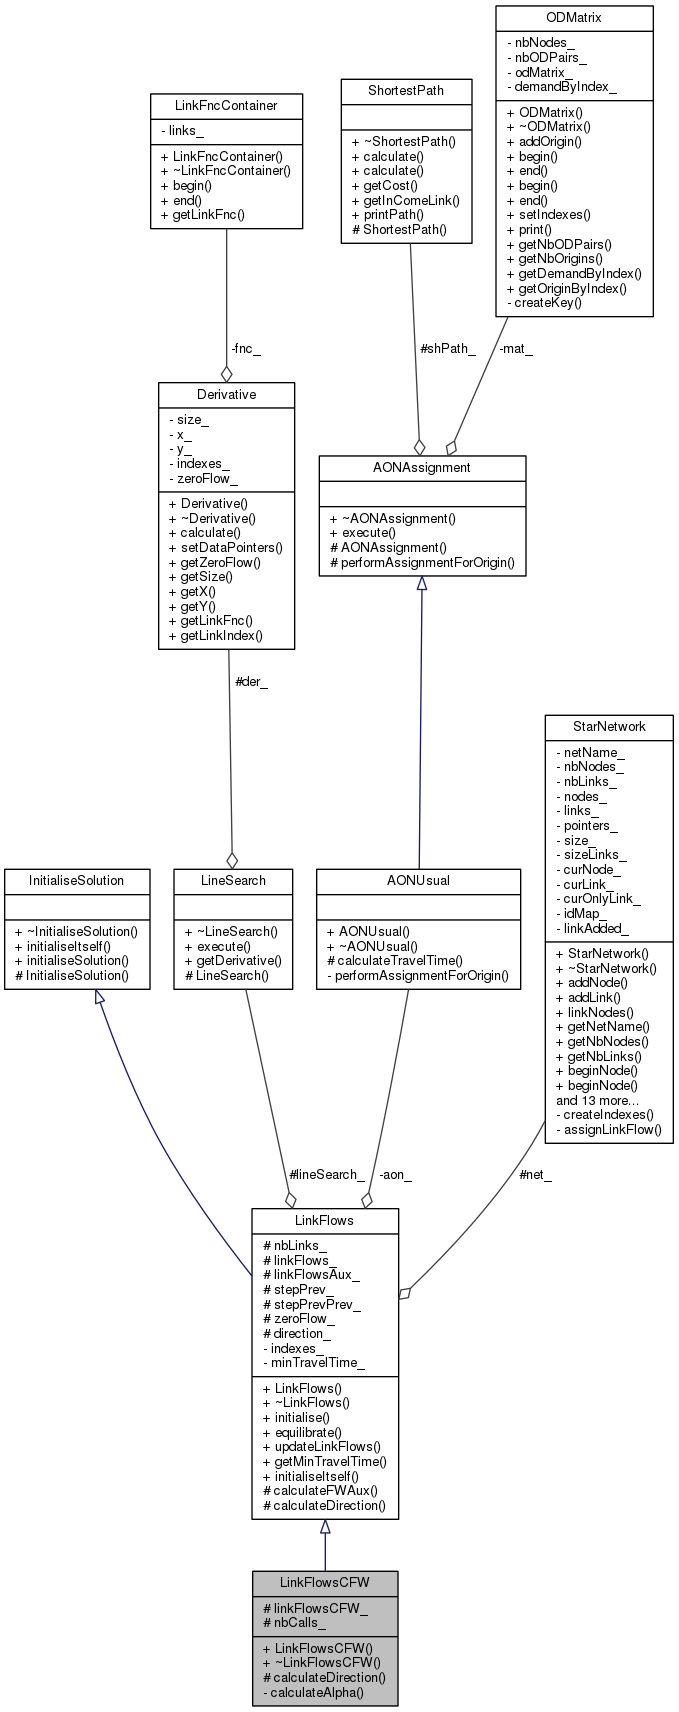 ODMatrix
- nbNodes_
- nbODPairs_
- odMatrix_
- demandByIndex_
+ ODMatrix()
+ ~ODMatrix()
+ addOrigin()
+ begin()
+ end()
+ begin()
+ end()
+ setIndexes()
+ print()
+ getNbODPairs()
+ getNbOrigins()
+ getDemandByIndex()
+ getOriginByIndex()
- createKey()
ShortestPath
+ ~ShortestPath()
+ calculate()
+ calculate()
+ getCost()
+ getInComeLink()
+ printPath()
# ShortestPath()
LinkFncContainer
- links_
+ LinkFncContainer()
+ ~LinkFncContainer()
+ begin()
+ end()
+ getLinkFnc()
-fnc_
#shPath_
-mat_
Derivative
- size_
- x_
- y_
- indexes_
- zeroFlow_
+ Derivative()
+ ~Derivative()
+ calculate()
+ setDataPointers()
+ getZeroFlow()
+ getSize()
+ getX()
+ getY()
+ getLinkFnc()
+ getLinkIndex()
AONAssignment
+ ~AONAssignment()
+ execute()
# AONAssignment()
# performAssignmentForOrigin()
#der_
StarNetwork
- netName_
- nbNodes_
- nbLinks_
- nodes_
- links_
- pointers_
- size_
- sizeLinks_
- curNode_
- curLink_
- curOnlyLink_
- idMap_
- linkAdded_
+ StarNetwork()
+ ~StarNetwork()
+ addNode()
+ addLink()
+ linkNodes()
+ getNetName()
+ getNbNodes()
+ getNbLinks()
+ beginNode()
+ beginNode()
and 13 more...
- createIndexes()
- assignLinkFlow()
InitialiseSolution
+ ~InitialiseSolution()
+ initialiseItself()
+ initialiseSolution()
# InitialiseSolution()
LineSearch
+ ~LineSearch()
+ execute()
+ getDerivative()
# LineSearch()
AONUsual
+ AONUsual()
+ ~AONUsual()
# calculateTravelTime()
- performAssignmentForOrigin()
#lineSearch_
-aon_
#net_
LinkFlows
# nbLinks_
# linkFlows_
# linkFlowsAux_
# stepPrev_
# stepPrevPrev_
# zeroFlow_
# direction_
- indexes_
- minTravelTime_
+ LinkFlows()
+ ~LinkFlows()
+ initialise()
+ equilibrate()
+ updateLinkFlows()
+ getMinTravelTime()
+ initialiseItself()
# calculateFWAux()
# calculateDirection()
LinkFlowsCFW
# linkFlowsCFW_
# nbCalls_
+ LinkFlowsCFW()
+ ~LinkFlowsCFW()
# calculateDirection()
- calculateAlpha()